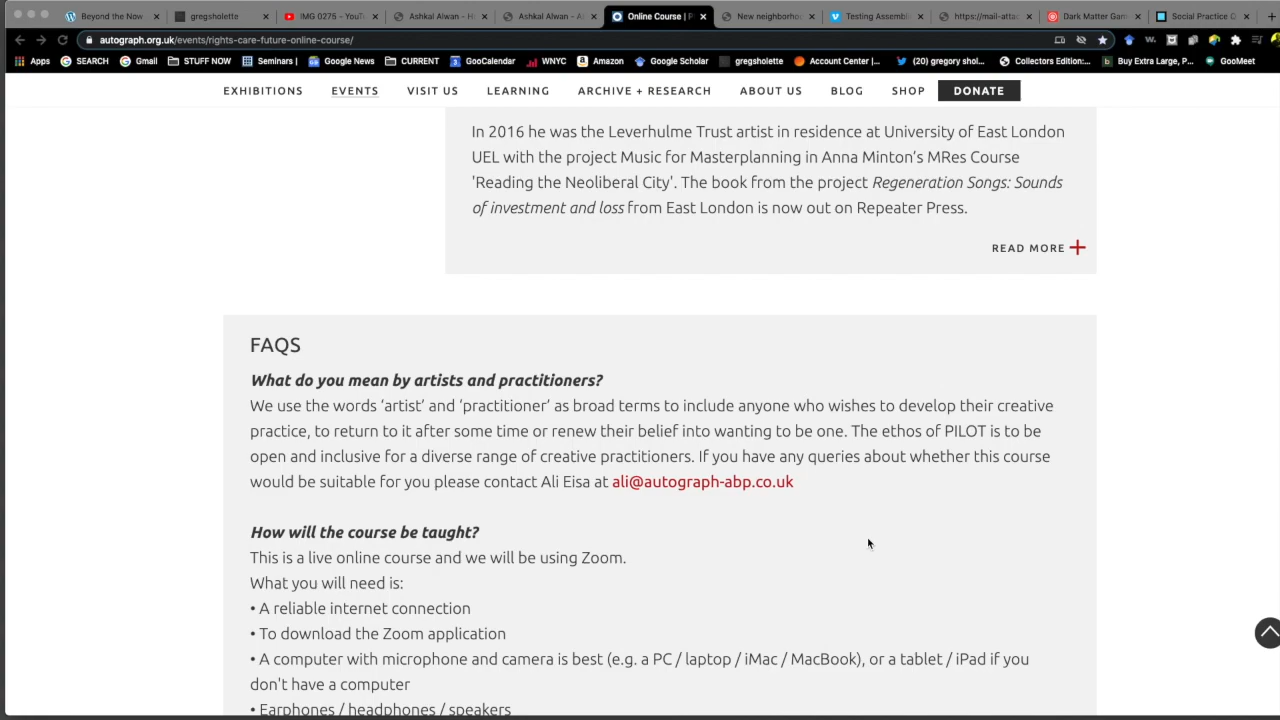 Beyond the Now
gregsholette
IMG 0275 - YouT
Ashkal Alwan - H
Ashkal Alwan - A
Online Course | P
New neighborho
Testing Assembli
https://mail-attac
Dark Matter Gam
Social Practice Q
autograph.org.uk/events/rights-care-future-online-course/
Apps SEARCH Gmail STUFF NOW Seminars | Google News CURRENT GooCalendar WNYC Amazon Google Scholar gregsholette Account Center |... (20) gregory shol... Collectors Edition:... Buy Extra Large, P... GooMeet
EXHIBITIONS EVENTS VISIT US LEARNING ARCHIVE + RESEARCH ABOUT US BLOG SHOP DONATE
In 2016 he was the Leverhulme Trust artist in residence at University of East London
UEL with the project Music for Masterplanning in Anna Minton’s MRes Course
'Reading the Neoliberal City'. The book from the project Regeneration Songs: Sounds
of investment and loss from East London is now out on Repeater Press.
READ MORE
FAQS
What do you mean by artists and practitioners?
We use the words ‘artist’ and ‘practitioner’ as broad terms to include anyone who wishes to develop their creative
practice, to return to it after some time or renew their belief into wanting to be one. The ethos of PILOT is to be
open and inclusive for a diverse range of creative practitioners. If you have any queries about whether this course
would be suitable for you please contact Ali Eisa at ali@autograph-abp.co.uk
How will the course be taught?
This is a live online course and we will be using Zoom.
What you will need is:
• A reliable internet connection
• To download the Zoom application
• A computer with microphone and camera is best (e.g. a PC / laptop / iMac / MacBook), or a tablet / iPad if you
don't have a computer
• Earphones / headphones / speakers